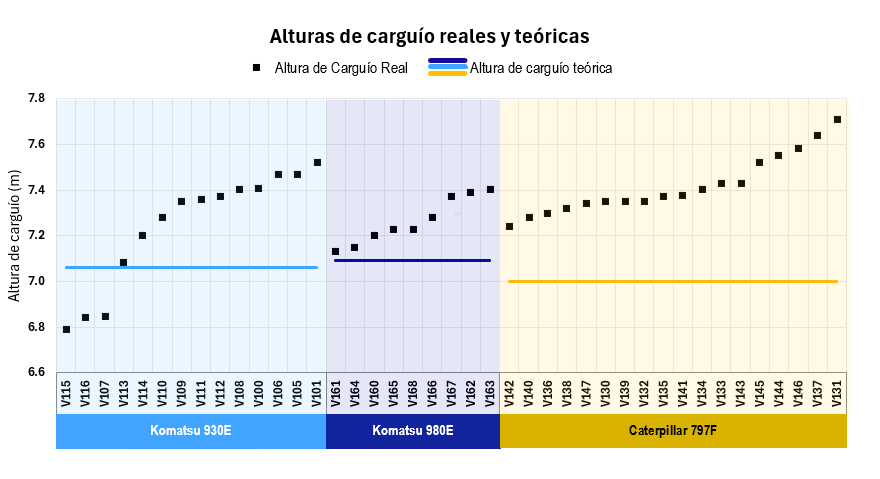 Alturas de carguío reales y teóricas
Altura de Carguío Real
Altura de carguío teórica
Altura de carguío (m)
7.8
7.6
7.4
7.2
7.0
6.8
6.6
V115 V116 V107 V113 V114 V110 V109 V111 V112 V108 V100 V106 V105 V101 V161 V164 V160 V165 V168 V166 V167 V162 V163 V142 V140 V136 V138 V147 V130 V139 V132 V135 V141 V134 V133 V143 V145 V144 V146 V137 V131
Komatsu 930E Komatsu 980E Caterpillar 797F